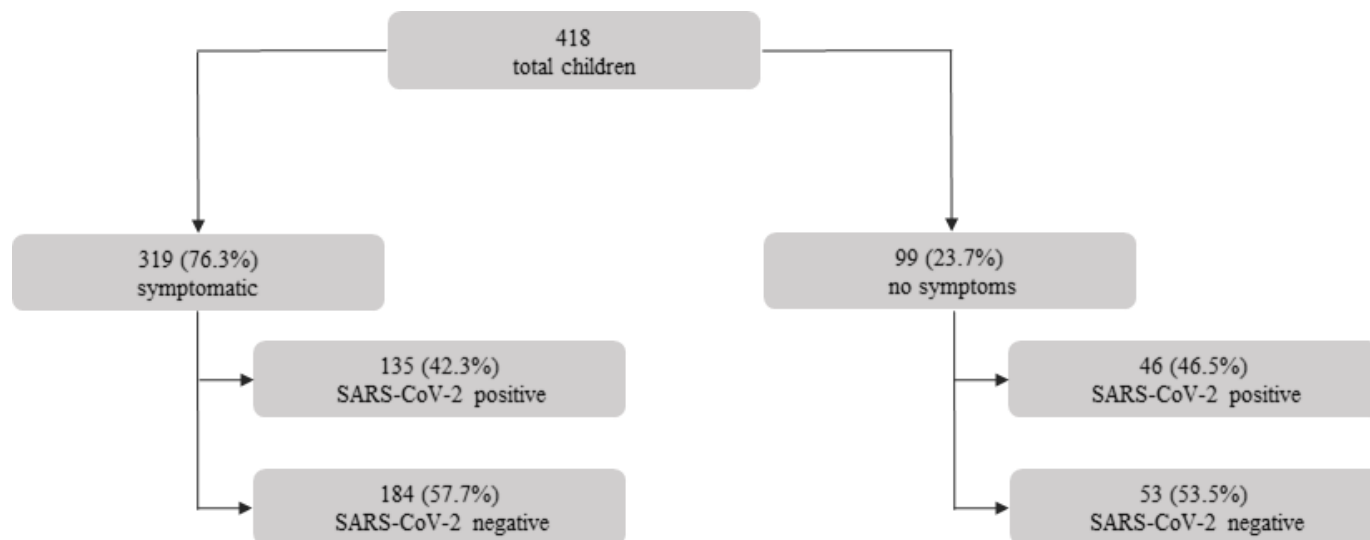 418
total children
319 (76.3%)
symptomatic
99 (23.7%)
no symptoms
135 (42.3%)
SARS-CoV-2 positive
46 (46.5%)
SARS-CoV-2 positive
184 (57.7%)
SARS-CoV-2 negative
53 (53.5%)
SARS-CoV-2 negative